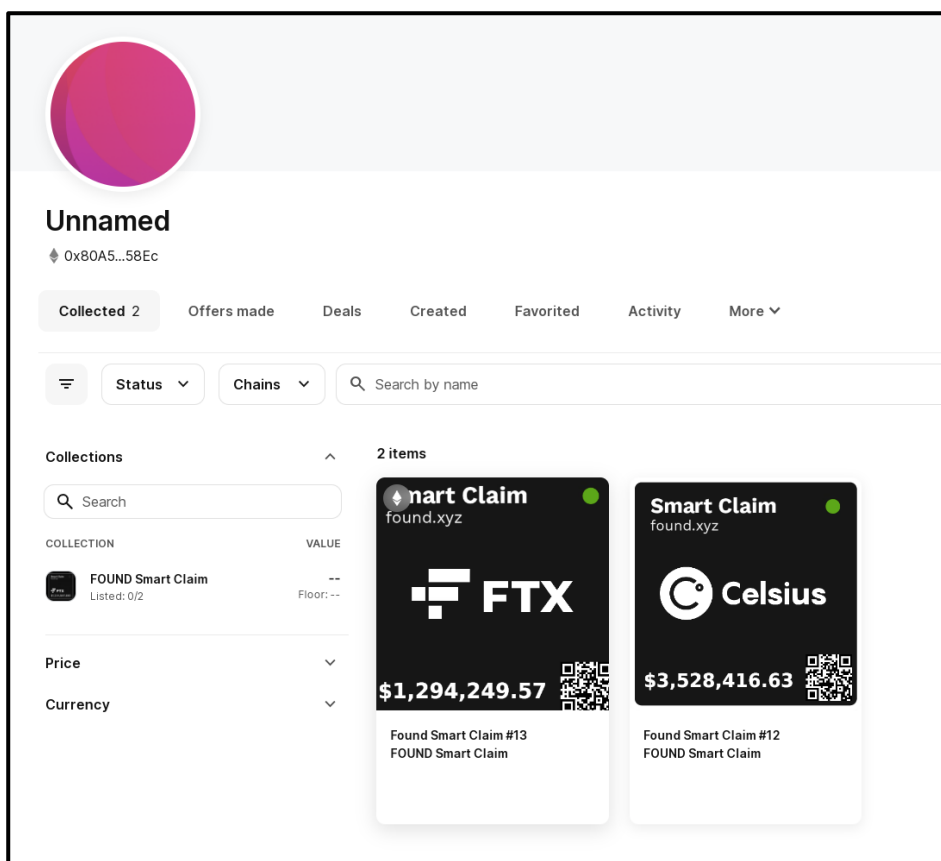 Unnamed
0x80A5...58Ec
Collected 2 Offers made Deals Created Favorited Activity More
Status Chains Search by name
Collections
Search
COLLECTION VALUE
FOUND Smart Claim --
Listed: 0/2 Floor: --
Price
Currency
2 items
Smart Claim
found.xyz
FTX
$1,294,249.57
Found Smart Claim #13
FOUND Smart Claim
Smart Claim
found.xyz
Celsius
$3,528,416.63
Found Smart Claim #12
FOUND Smart Claim